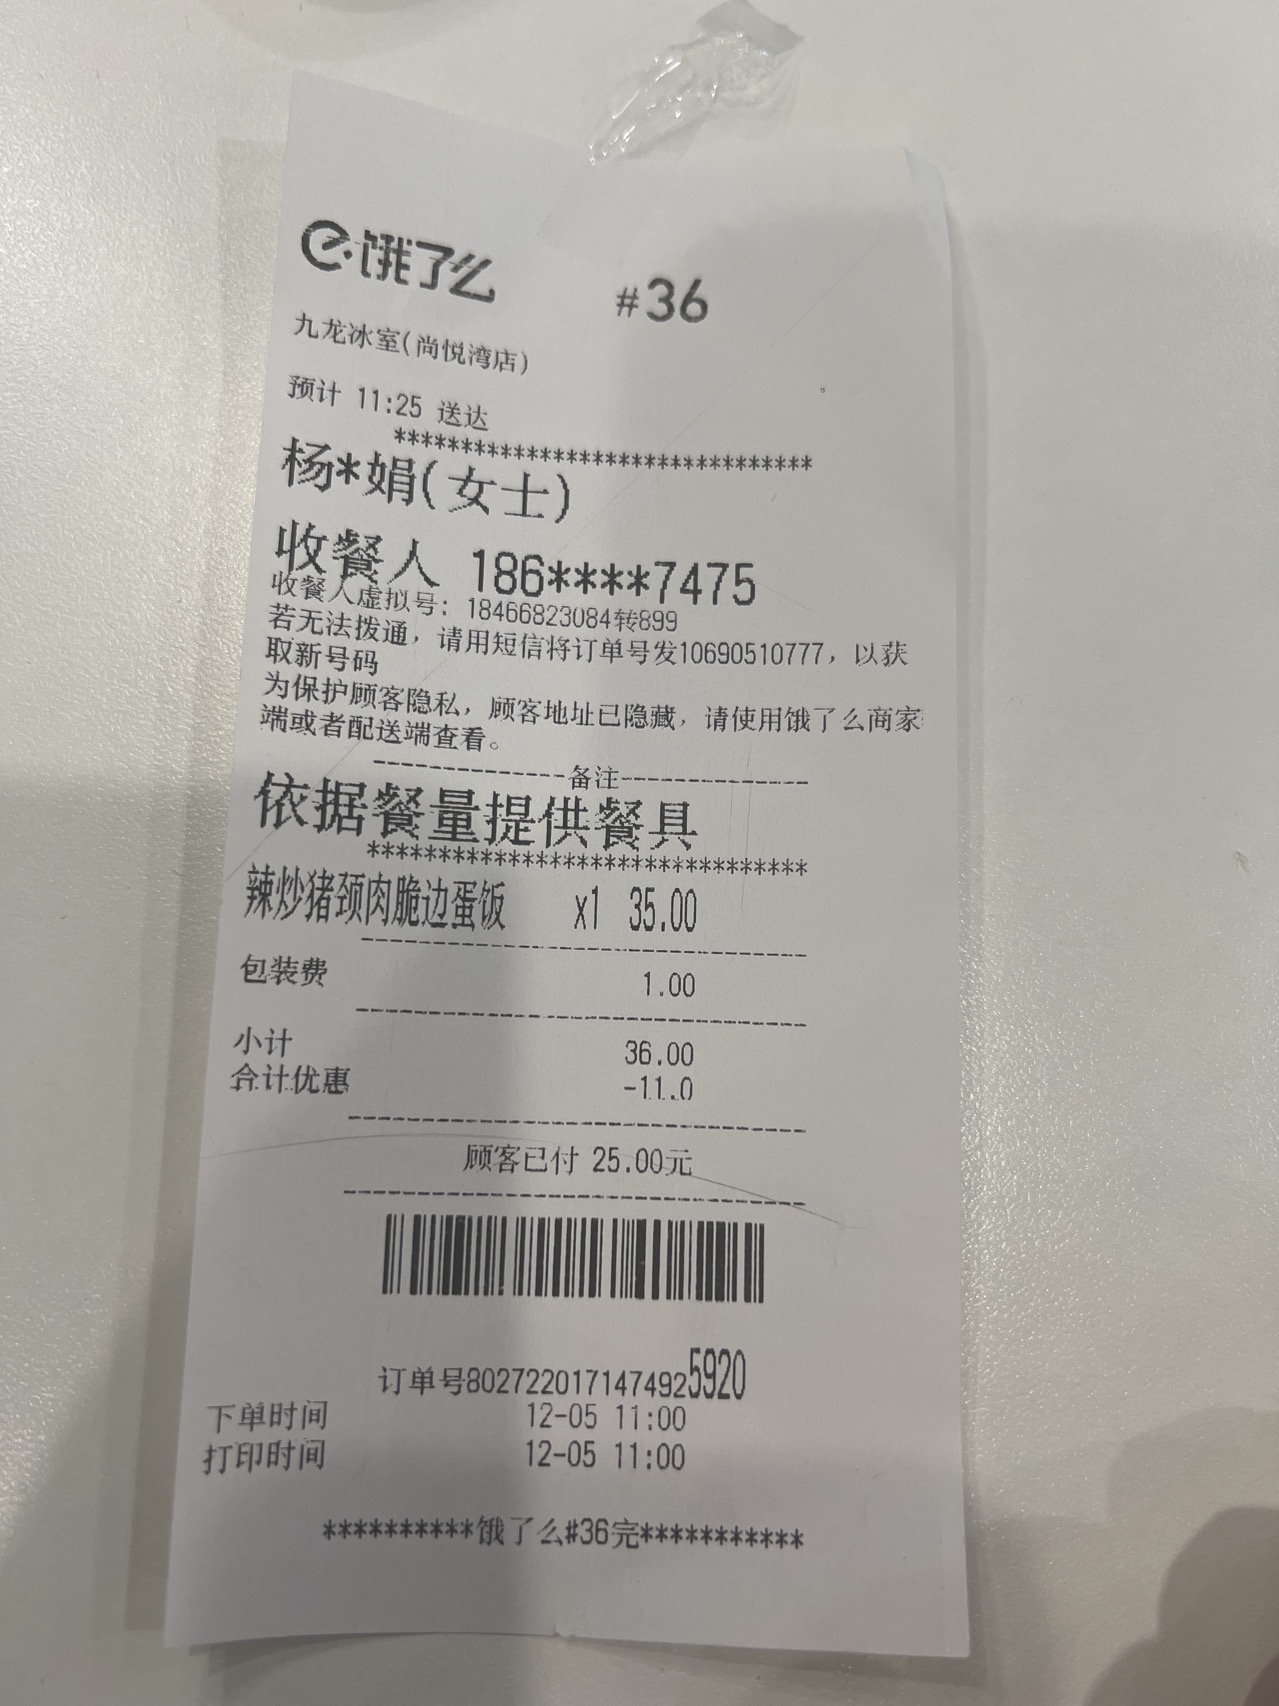 e 饿了么 #36
九龙冰室(尚悦湾店)
预计 11:25 送达
********************************
杨*娟(女士)
收餐人 186****7475
收餐人虚拟号: 18466823084转899
若无法拨通，请用短信将订单号发10690510777，以获
取新号码
为保护顾客隐私，顾客地址已隐藏，请使用饿了么商家
端或者配送端查看。
--------------备注--------------
依据餐量提供餐具
********************************
辣炒猪颈肉脆边蛋饭 x1 35.00
--------------------------------
包装费 1.00
--------------------------------
小计 36.00
合计优惠 -11.0
--------------------------------
顾客已付 25.00元
--------------------------------
订单号8027220171474925920
下单时间 12-05 11:00
打印时间 12-05 11:00
**********饿了么#36完***********